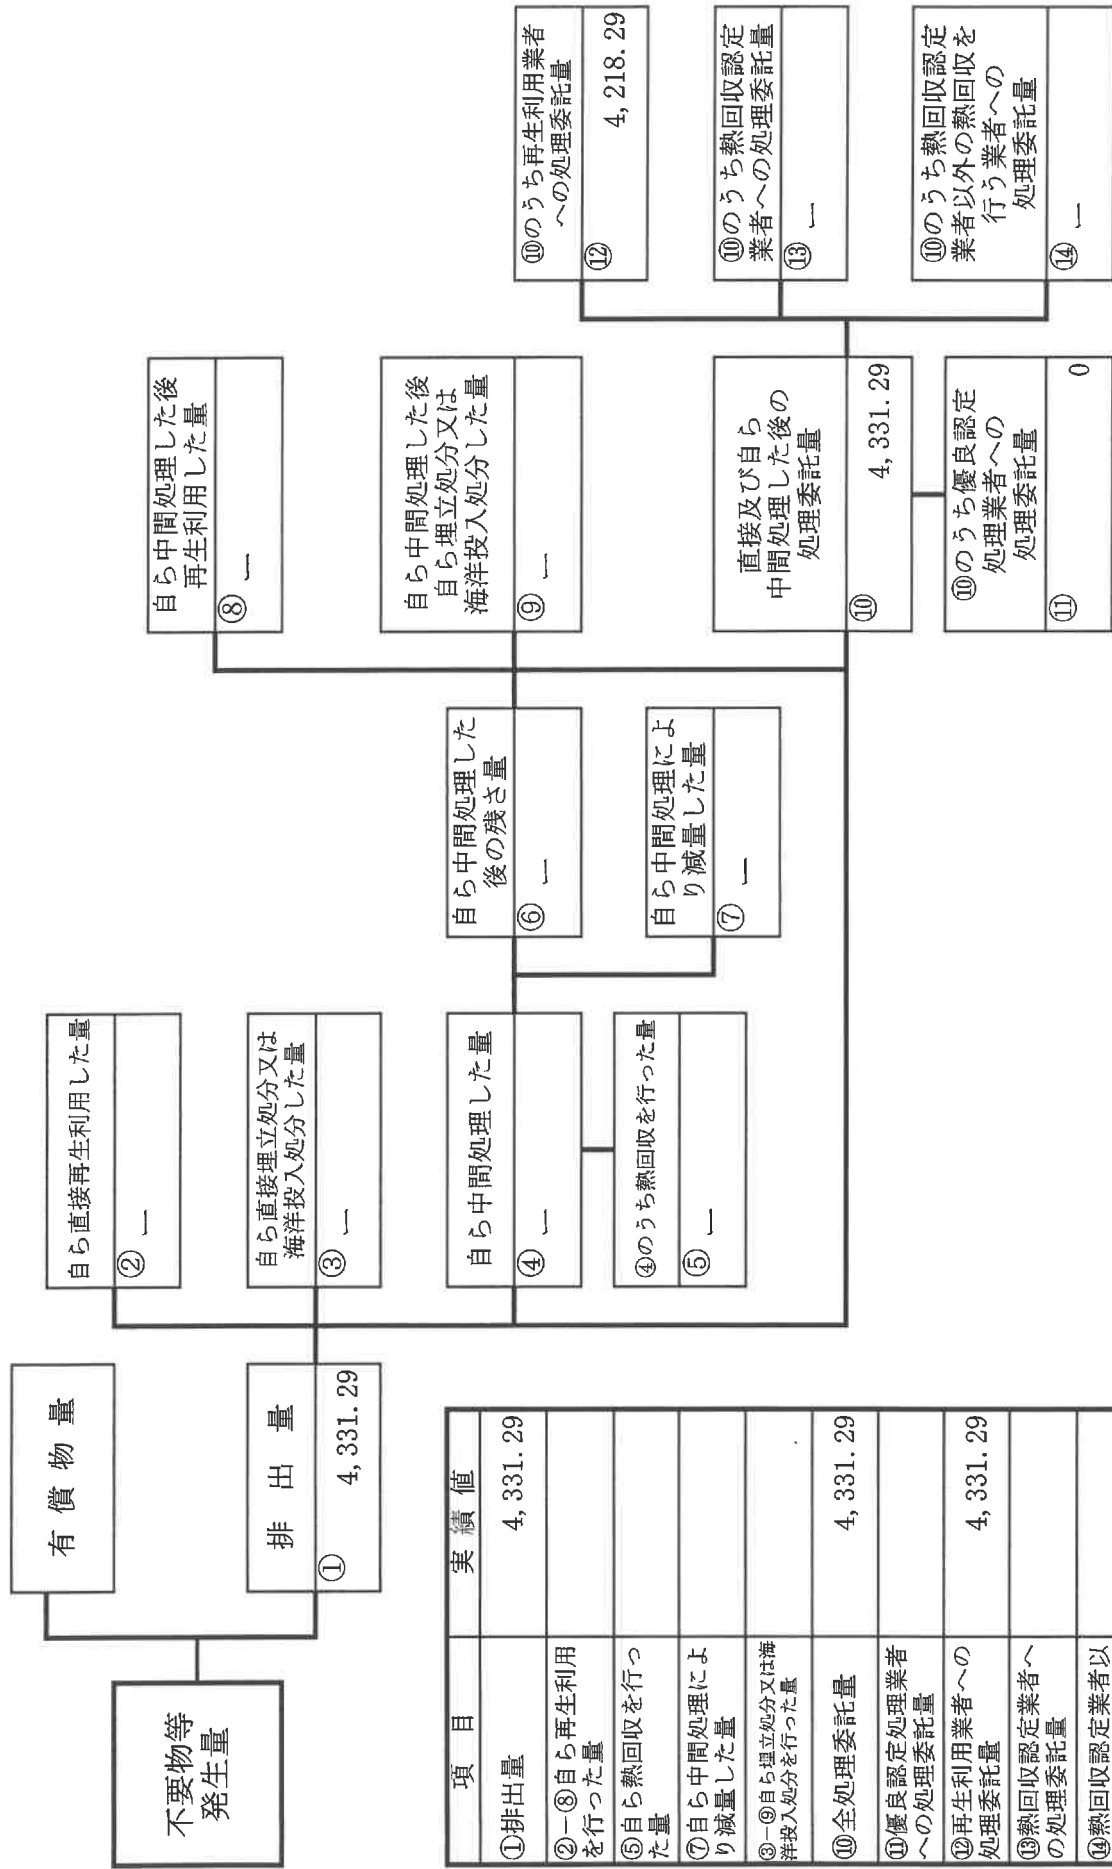 不要物等
発生量
有償物量
排出量
① 4,331.29
自ら直接再生利用した量
② ー
自ら直接埋立処分又は
海洋投入処分した量
③ ー
自ら中間処理した量
④ ー
④のうち熱回収を行った量
⑤ ー
自ら中間処理した
後の残さ量
⑥ ー
自ら中間処理によ
り減量した量
⑦ ー
自ら中間処理した後
再生利用した量
⑧ ー
自ら中間処理した後
自ら埋立処分又は
海洋投入処分した量
⑨ ー
直接及び自ら
中間処理した後の
処理委託量
⑩ 4,331.29
⑩のうち優良認定
処理業者への
処理委託量
⑪ 0
⑩のうち再生利用業者
への処理委託量
⑫ 4,218.29
⑩のうち熱回収認定
業者への処理委託量
⑬ ー
⑩のうち熱回収認定
業者以外の熱回収を
行う業者への
処理委託量
⑭ ー
項目 実績値
①排出量 4,331.29
②ー⑧自ら再生利用
を行った量
⑤自ら熱回収を行っ
た量
⑦自ら中間処理によ
り減量した量
③ー⑨自ら埋立処分又は海
洋投入処分を行った量
⑩全処理委託量 4,331.29
⑪優良認定処理業者
への処理委託量
⑫再生利用業者への
処理委託量 4,331.29
⑬熱回収認定業者へ
の処理委託量
⑭熱回収認定業者以